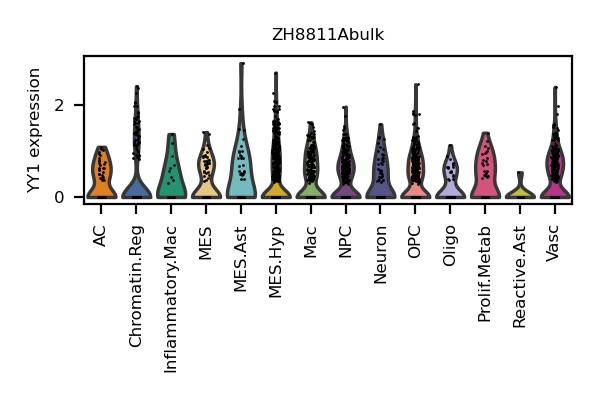 ZH8811Abulk
YY1 expression
2
0
AC
Chromatin.Reg
Inflammatory.Mac
MES
MES.Ast
MES.Hyp
Mac
NPC
Neuron
OPC
Oligo
Prolif.Metab
Reactive.Ast
Vasc